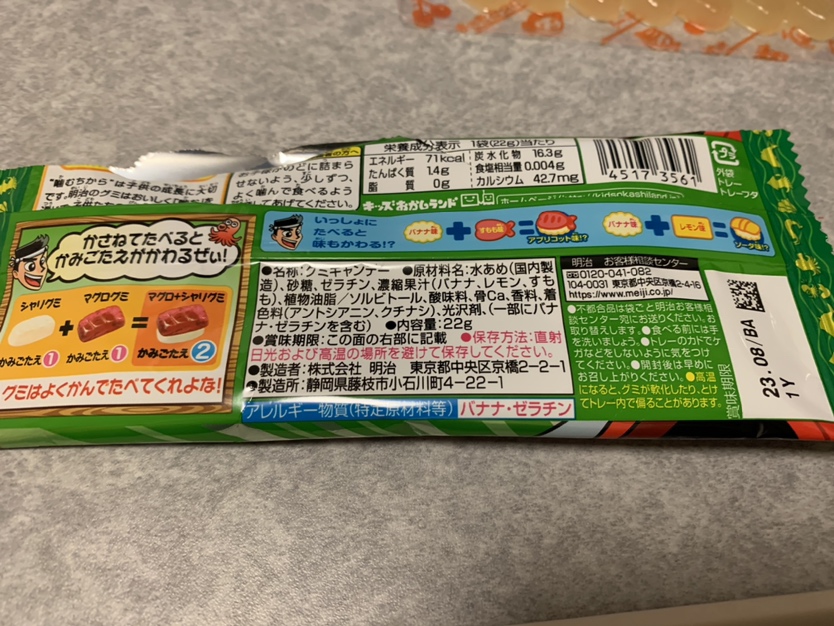 栄養成分表示 1袋(22g)当たり
エネルギー 71kcal 炭水化物 16.3g
たんぱく質 1.4g 食塩相当量 0.004g
脂質 0g カルシウム 42.7mg
4517 3561
プラ
外袋
トレー
トレーフタ
"噛むちから"は子供の成長に大切
です。明治のグミはおいしく
のどに詰まら
せないよう、少しずつ、
よく噛んで食べるよう
してあげてください。
キッズおかしランド
ホームページ
いっしょに
たべると
味もかわる!?
バナナ味 + すもも味 = アプリコット味!?
バナナ味 + レモン味 = ソーダ味!?
かさねてたべると
かみごたえがかわるぜい!
シャリグミ マグログミ マグロ+シャリグミ
+ =
かみごたえ1 かみごたえ1 かみごたえ2
グミはよくかんでたべてくれよな!
●名称:グミキャンデー ●原材料名:水あめ(国内製
造)、砂糖、ゼラチン、濃縮果汁(バナナ、レモン、すも
も)、植物油脂/ソルビトール、酸味料、骨Ca、香料、着
色料(アントシアニン、クチナシ)、光沢剤、(一部にバナ
ナ・ゼラチンを含む) ●内容量:22g
●賞味期限:この面の右部に記載 ●保存方法:直射
日光および高温の場所を避けて保存してください。
●製造者:株式会社 明治 東京都中央区京橋2-2-1
●製造所:静岡県藤枝市小石川町4-22-1
アレルギー物質(特定原材料等) バナナ・ゼラチン
明治 お客様相談センター
0120-041-082
104-0031 東京都中央区京橋2-4-16
https://www.meiji.co.jp/
●不都合品は袋ごと明治お客様相
談センター宛にお送りください。お
取り替えします。●食べる前には手
を洗いましょう。●トレーのカドでケ
ガなどをしないように気をつけ
てください。●開封後は早めに
お召し上がりください。●高温
になると、グミが軟化したり、とけ
てトレー内で偏ることがあります。
賞味期限
23.08/BA
1Y